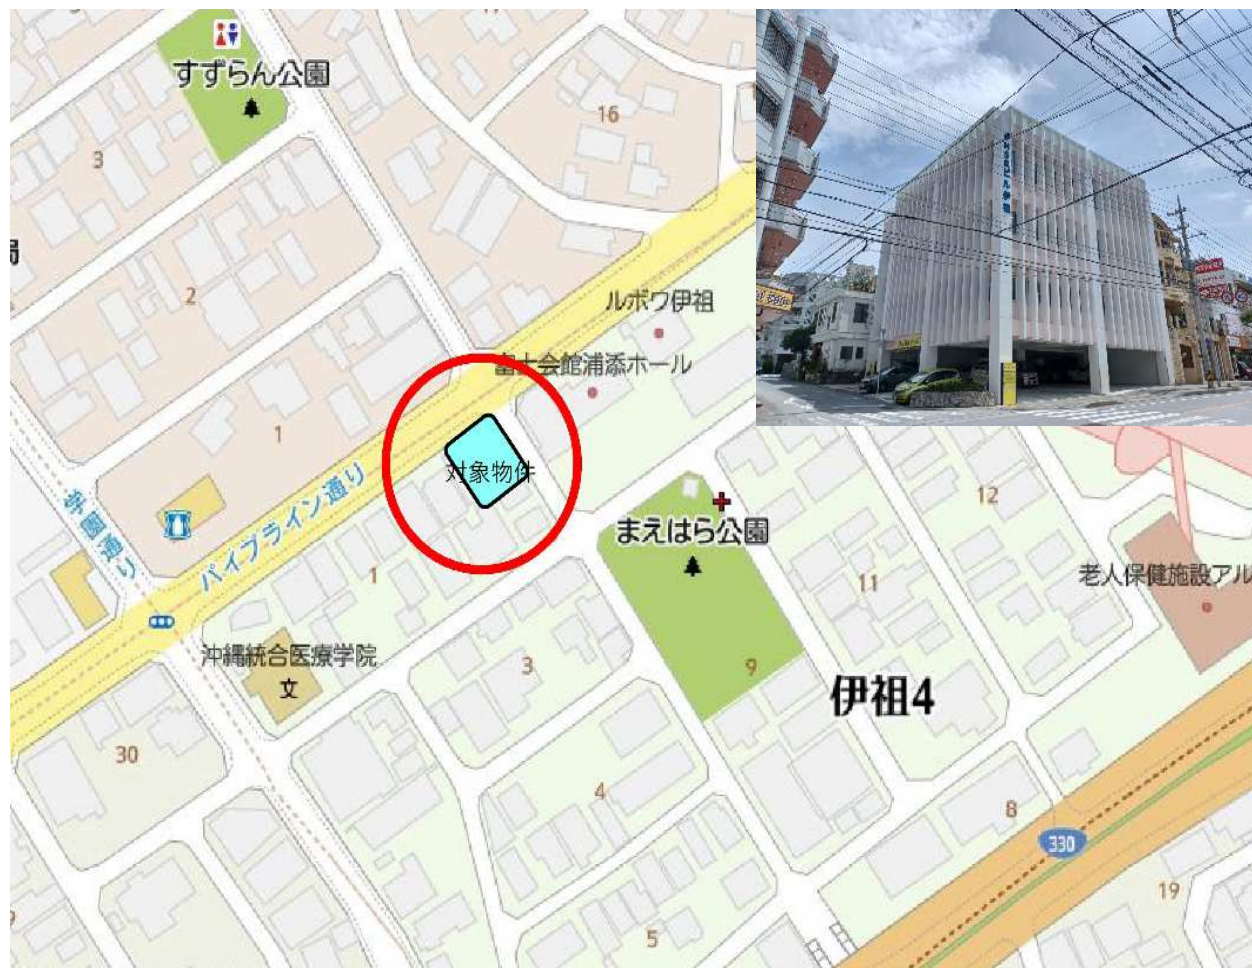 すずらん公園
16
3
局
2
ルボワ伊祖
富士会館浦添ホール
1
対象物件
学園通り
パイプライン通り
12
まえはら公園
1
11
老人保健施設アル
沖縄統合医療学院
文
3
9
伊祖4
30
4
8
330
19
5